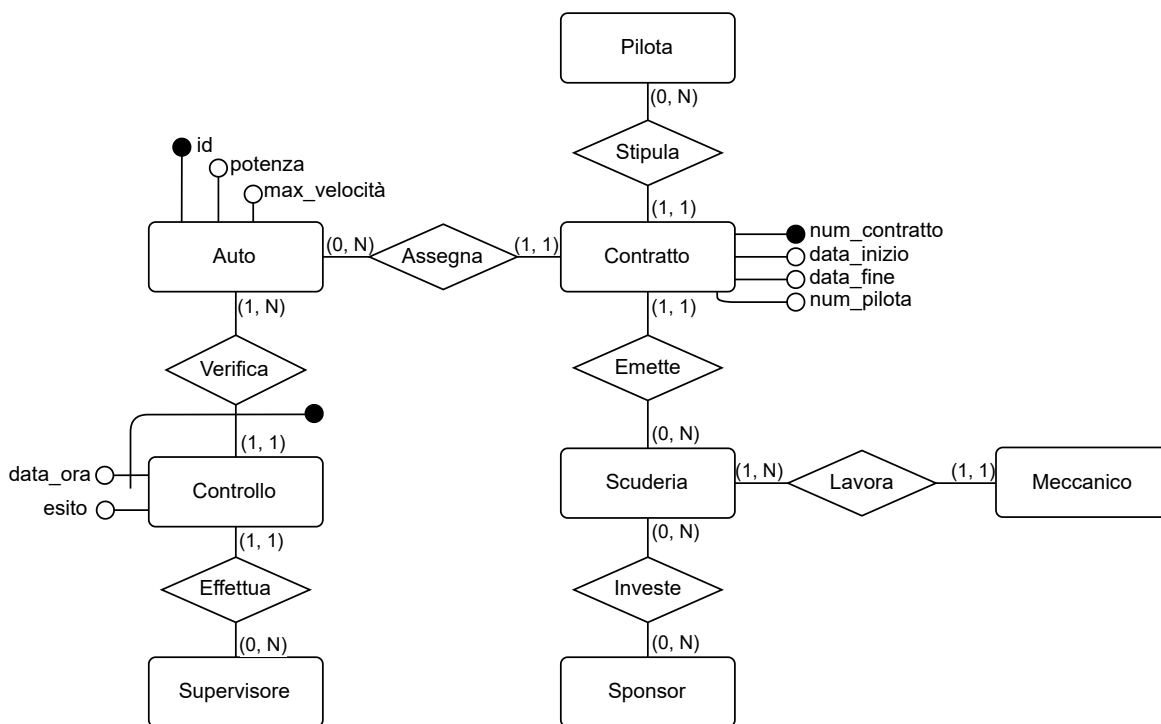 Pilota
(0, N)
Stipula
(1, 1)
id
potenza
max_velocità
Auto
(0, N)
Assegna
(1, 1)
Contratto
num_contratto
data_inizio
data_fine
num_pilota
(1, N)
(1, 1)
Verifica
Emette
(1, 1)
(0, N)
data_ora
esito
Controllo
Scuderia
(1, N)
Lavora
(1, 1)
Meccanico
(1, 1)
(0, N)
Effettua
Investe
(0, N)
(0, N)
Supervisore
Sponsor